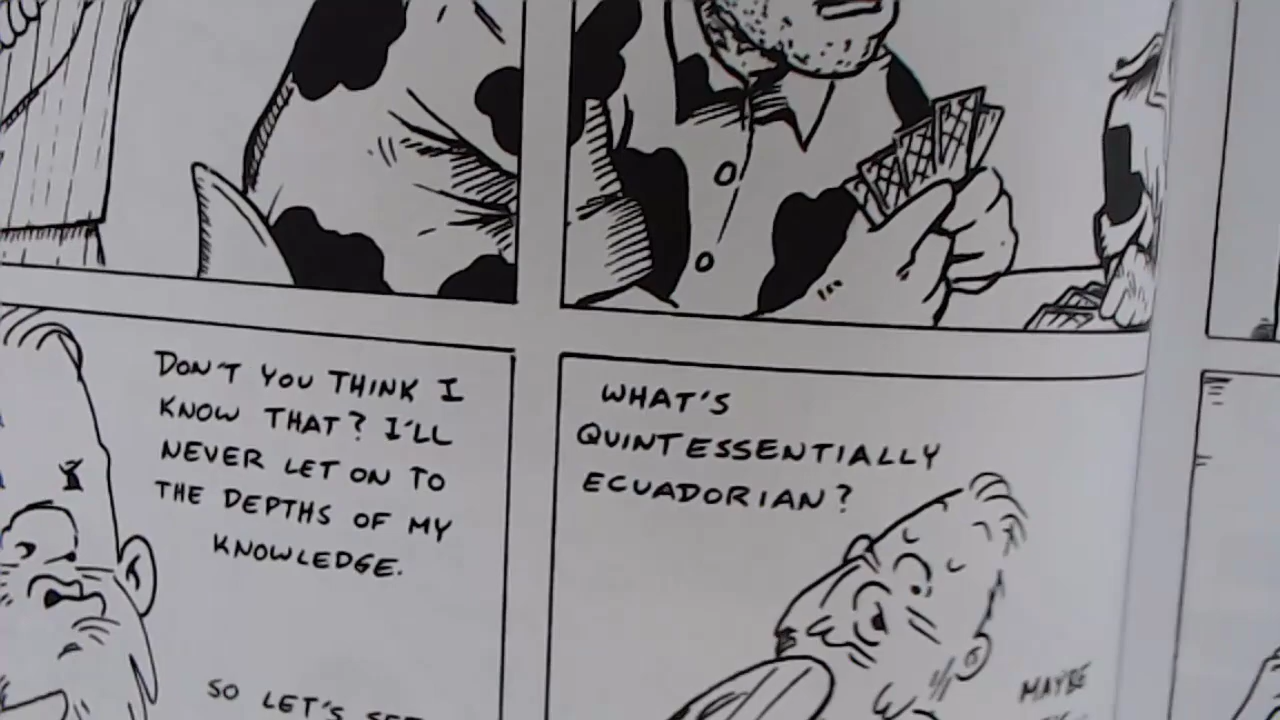 DON'T YOU THINK I
KNOW THAT? I'LL
NEVER LET ON TO
THE DEPTHS OF MY
KNOWLEDGE.
SO LET'S
WHAT'S
QUINTESSENTIALLY
ECUADORIAN?
MAYBE